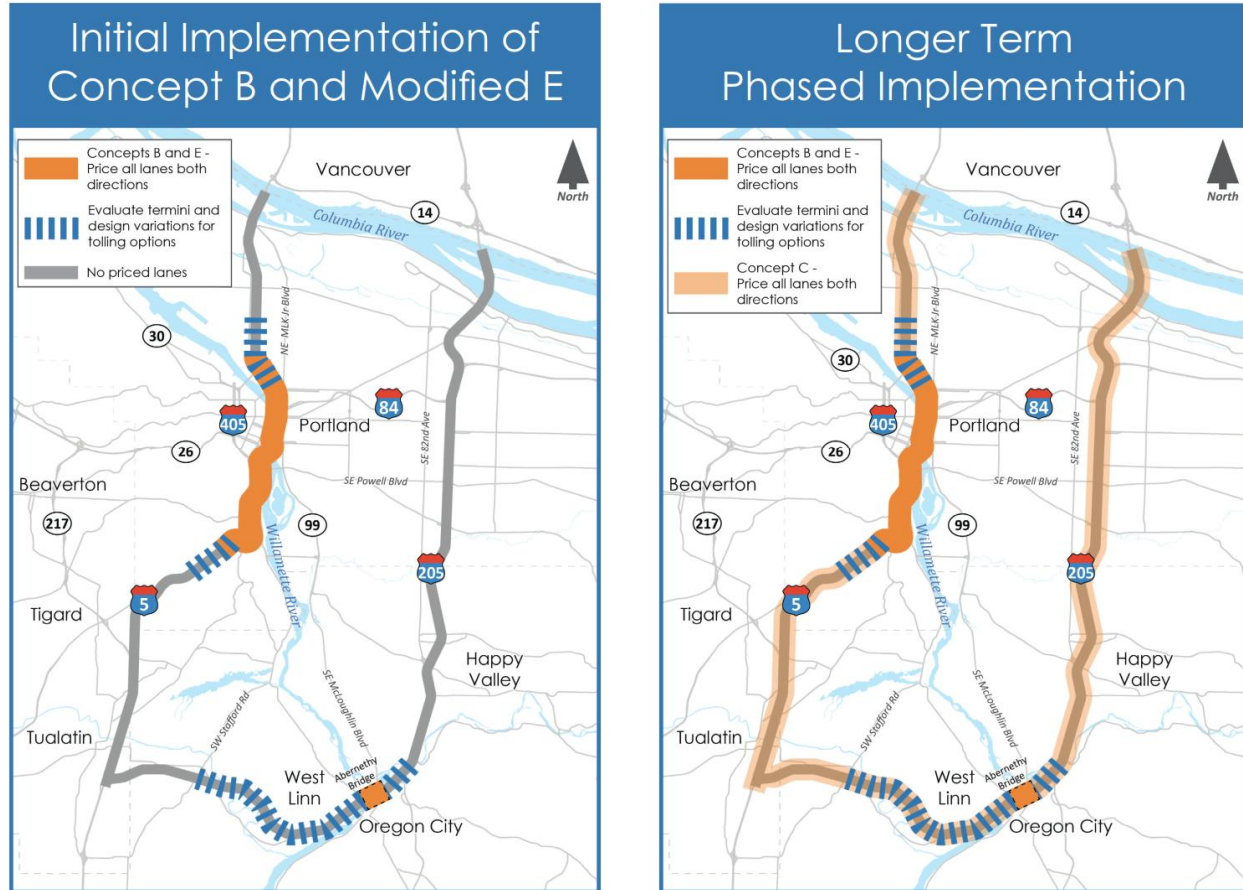 Initial Implementation of
Concept B and Modified E
Concepts B and E -
Price all lanes both
directions
Evaluate termini and
design variations for
tolling options
No priced lanes
North
Vancouver
14
Columbia River
NE MLK Jr Blvd
30
405
84
Portland
26
SE 82nd Ave
Beaverton
SE Powell Blvd
217
99
Willamette River
205
5
Tigard
Happy
Valley
SE McLoughlin Blvd
SW Stafford Rd
Tualatin
West
Linn
Abernethy
Bridge
Oregon City
Longer Term
Phased Implementation
Concepts B and E -
Price all lanes both
directions
Evaluate termini and
design variations for
tolling options
Concept C -
Price all lanes both
directions
North
Vancouver
14
Columbia River
NE MLK Jr Blvd
30
405
84
Portland
26
SE 82nd Ave
Beaverton
SE Powell Blvd
217
99
Willamette River
205
5
Tigard
Happy
Valley
SE McLoughlin Blvd
SW Stafford Rd
Tualatin
West
Linn
Abernethy
Bridge
Oregon City